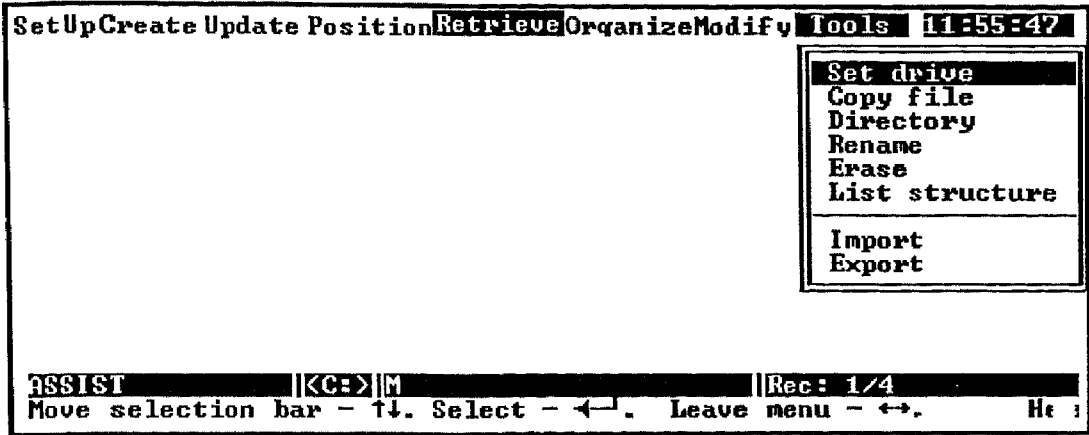 SetUp Create Update Position Retrieve Organize Modify Tools 11:55:47
Set drive
Copy file
Directory
Rename
Erase
List structure
Import
Export
ASSIST <C:> M Rec: 1/4
Move selection bar - ↑↓. Select - ←┘. Leave menu - ↔.